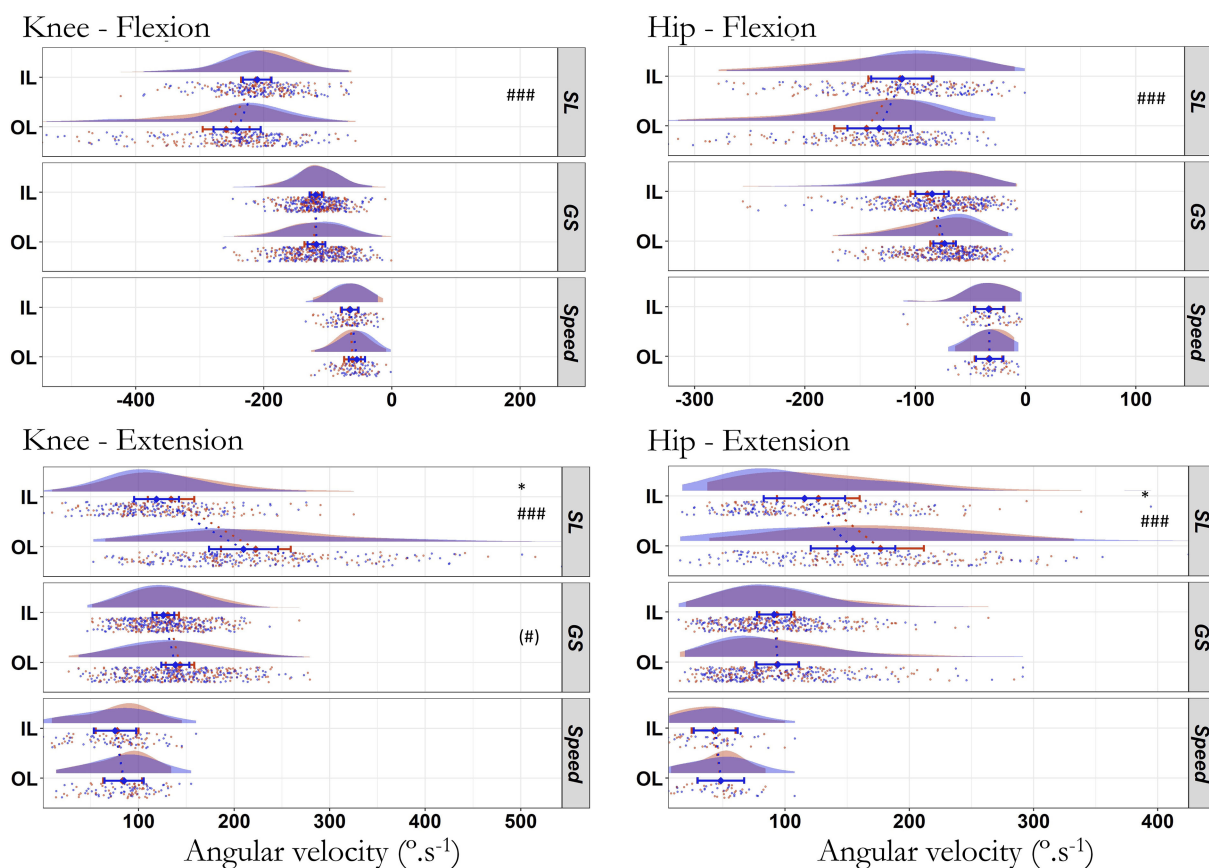 Knee - Flexion
IL
OL
###
SL
IL
OL
GS
IL
OL
Speed
-400 -200 0 200
Hip - Flexion
IL
OL
###
SL
IL
OL
GS
IL
OL
Speed
-300 -200 -100 0 100
Knee - Extension
IL
OL
*
###
SL
IL
OL
(#)
GS
IL
OL
Speed
100 200 300 400 500
Angular velocity (º.s⁻¹)
Hip - Extension
IL
OL
*
###
SL
IL
OL
GS
IL
OL
Speed
100 200 300 400
Angular velocity (º.s⁻¹)